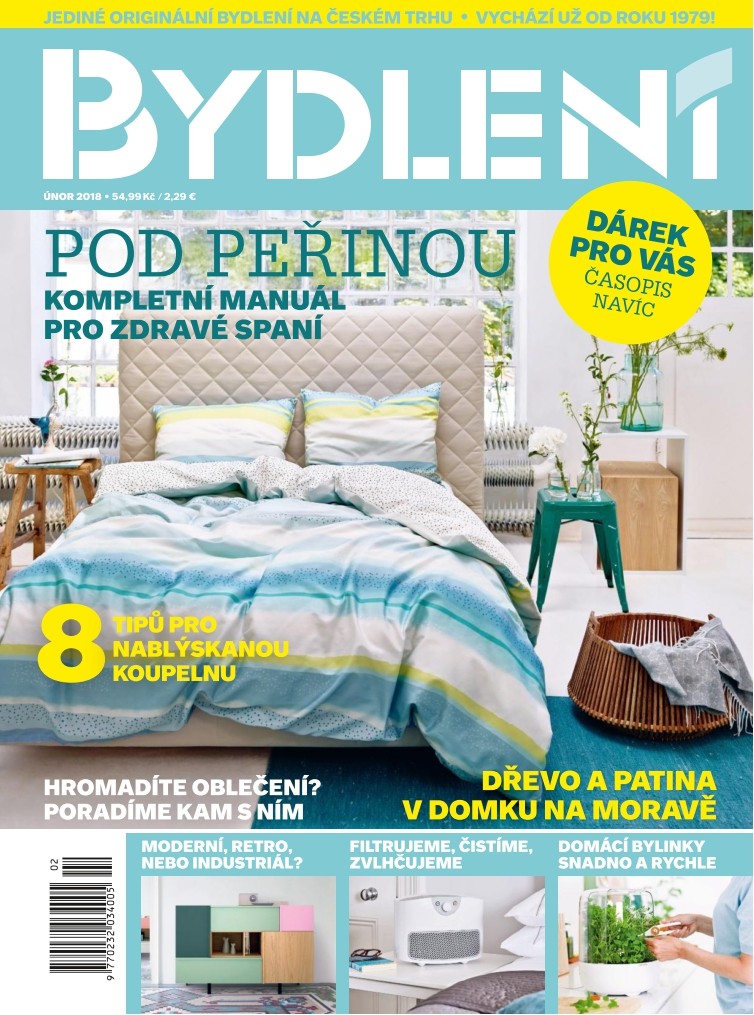 JEDINÉ ORIGINÁLNÍ BYDLENÍ NA ČESKÉM TRHU • VYCHÁZÍ UŽ OD ROKU 1979!
BYDLENÍ
ÚNOR 2018 • 54,99 Kč / 2,29 €
DÁREK
PRO VÁS
ČASOPIS
NAVÍC
POD PEŘINOU
KOMPLETNÍ MANUÁL
PRO ZDRAVÉ SPANÍ
8 TIPŮ PRO
NABLÝSKANOU
KOUPELNU
HROMADÍTE OBLEČENÍ?
PORADÍME KAM S NÍM
DŘEVO A PATINA
V DOMKU NA MORAVĚ
MODERNÍ, RETRO,
NEBO INDUSTRIÁL?
FILTRUJEME, ČISTÍME,
ZVLHČUJEME
DOMÁCÍ BYLINKY
SNADNO A RYCHLE
02
9 770232 034005